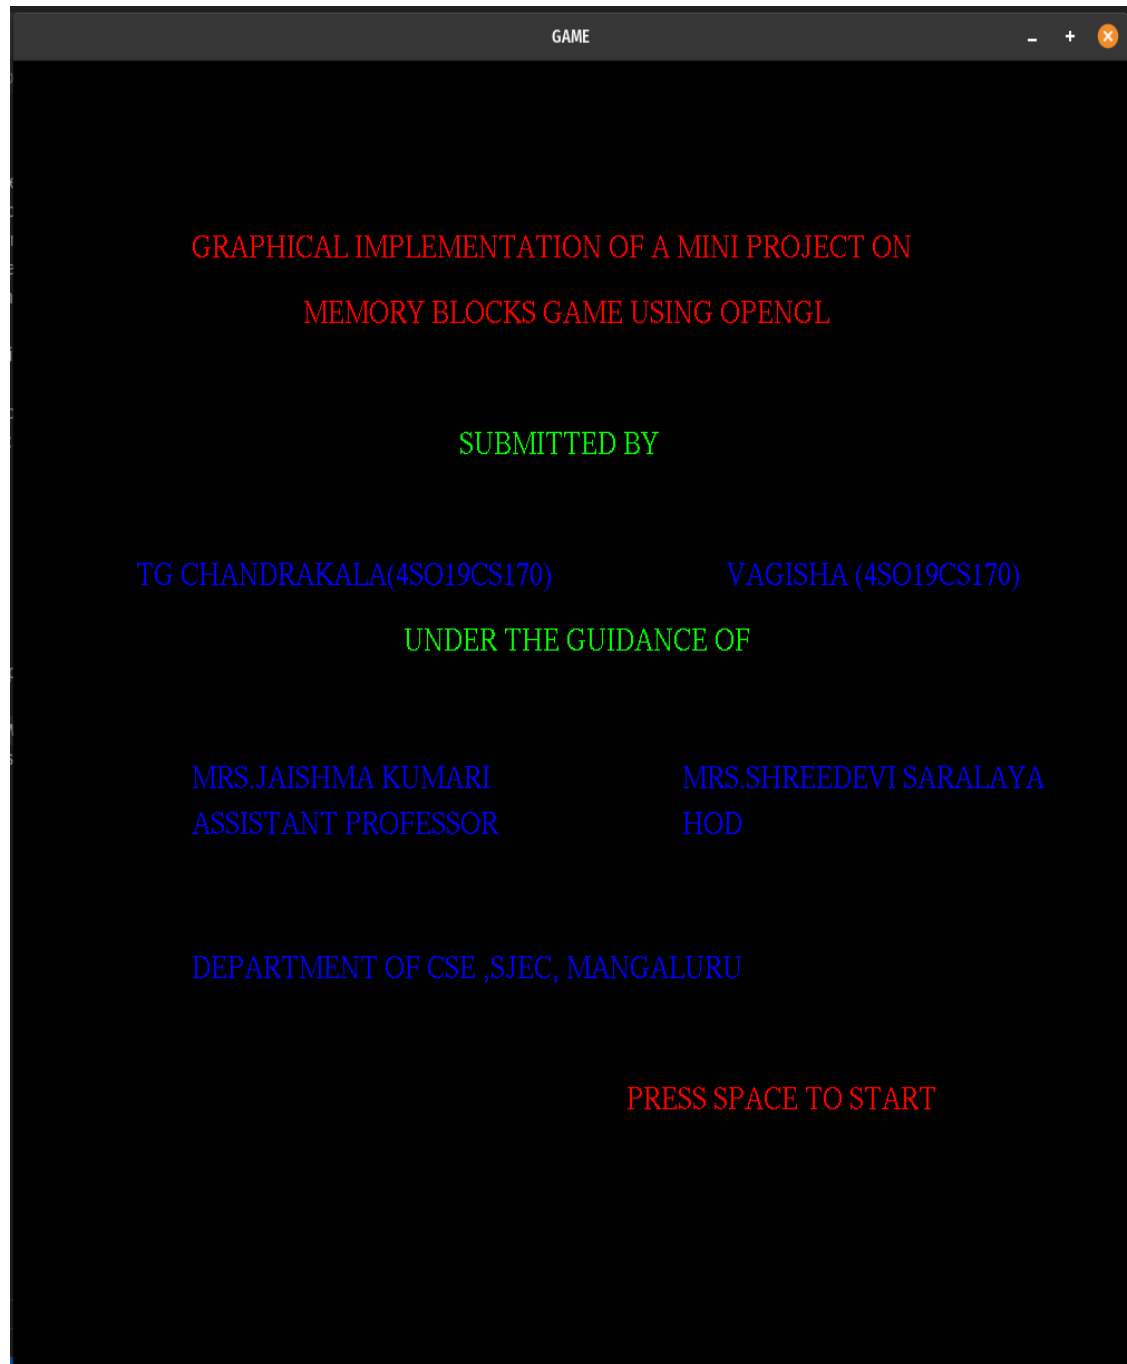 GAME
GRAPHICAL IMPLEMENTATION OF A MINI PROJECT ON
MEMORY BLOCKS GAME USING OPENGL
SUBMITTED BY
TG CHANDRAKALA(4SO19CS170) VAGISHA (4SO19CS170)
UNDER THE GUIDANCE OF
MRS.JAISHMA KUMARI MRS.SHREEDEVI SARALAYA
ASSISTANT PROFESSOR HOD
DEPARTMENT OF CSE ,SJEC, MANGALURU
PRESS SPACE TO START